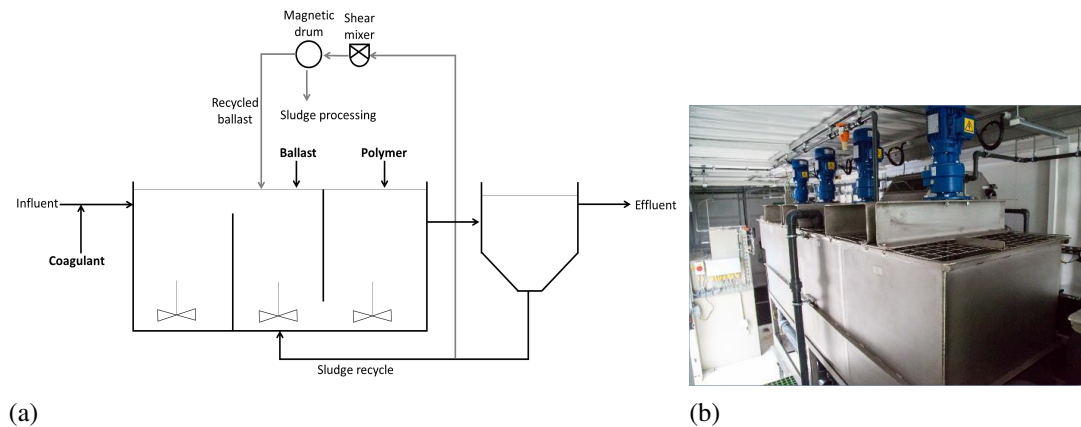 Magnetic
drum
Shear
mixer
Recycled
ballast
Sludge processing
Ballast
Polymer
Influent
Effluent
Coagulant
Sludge recycle
(a)
(b)